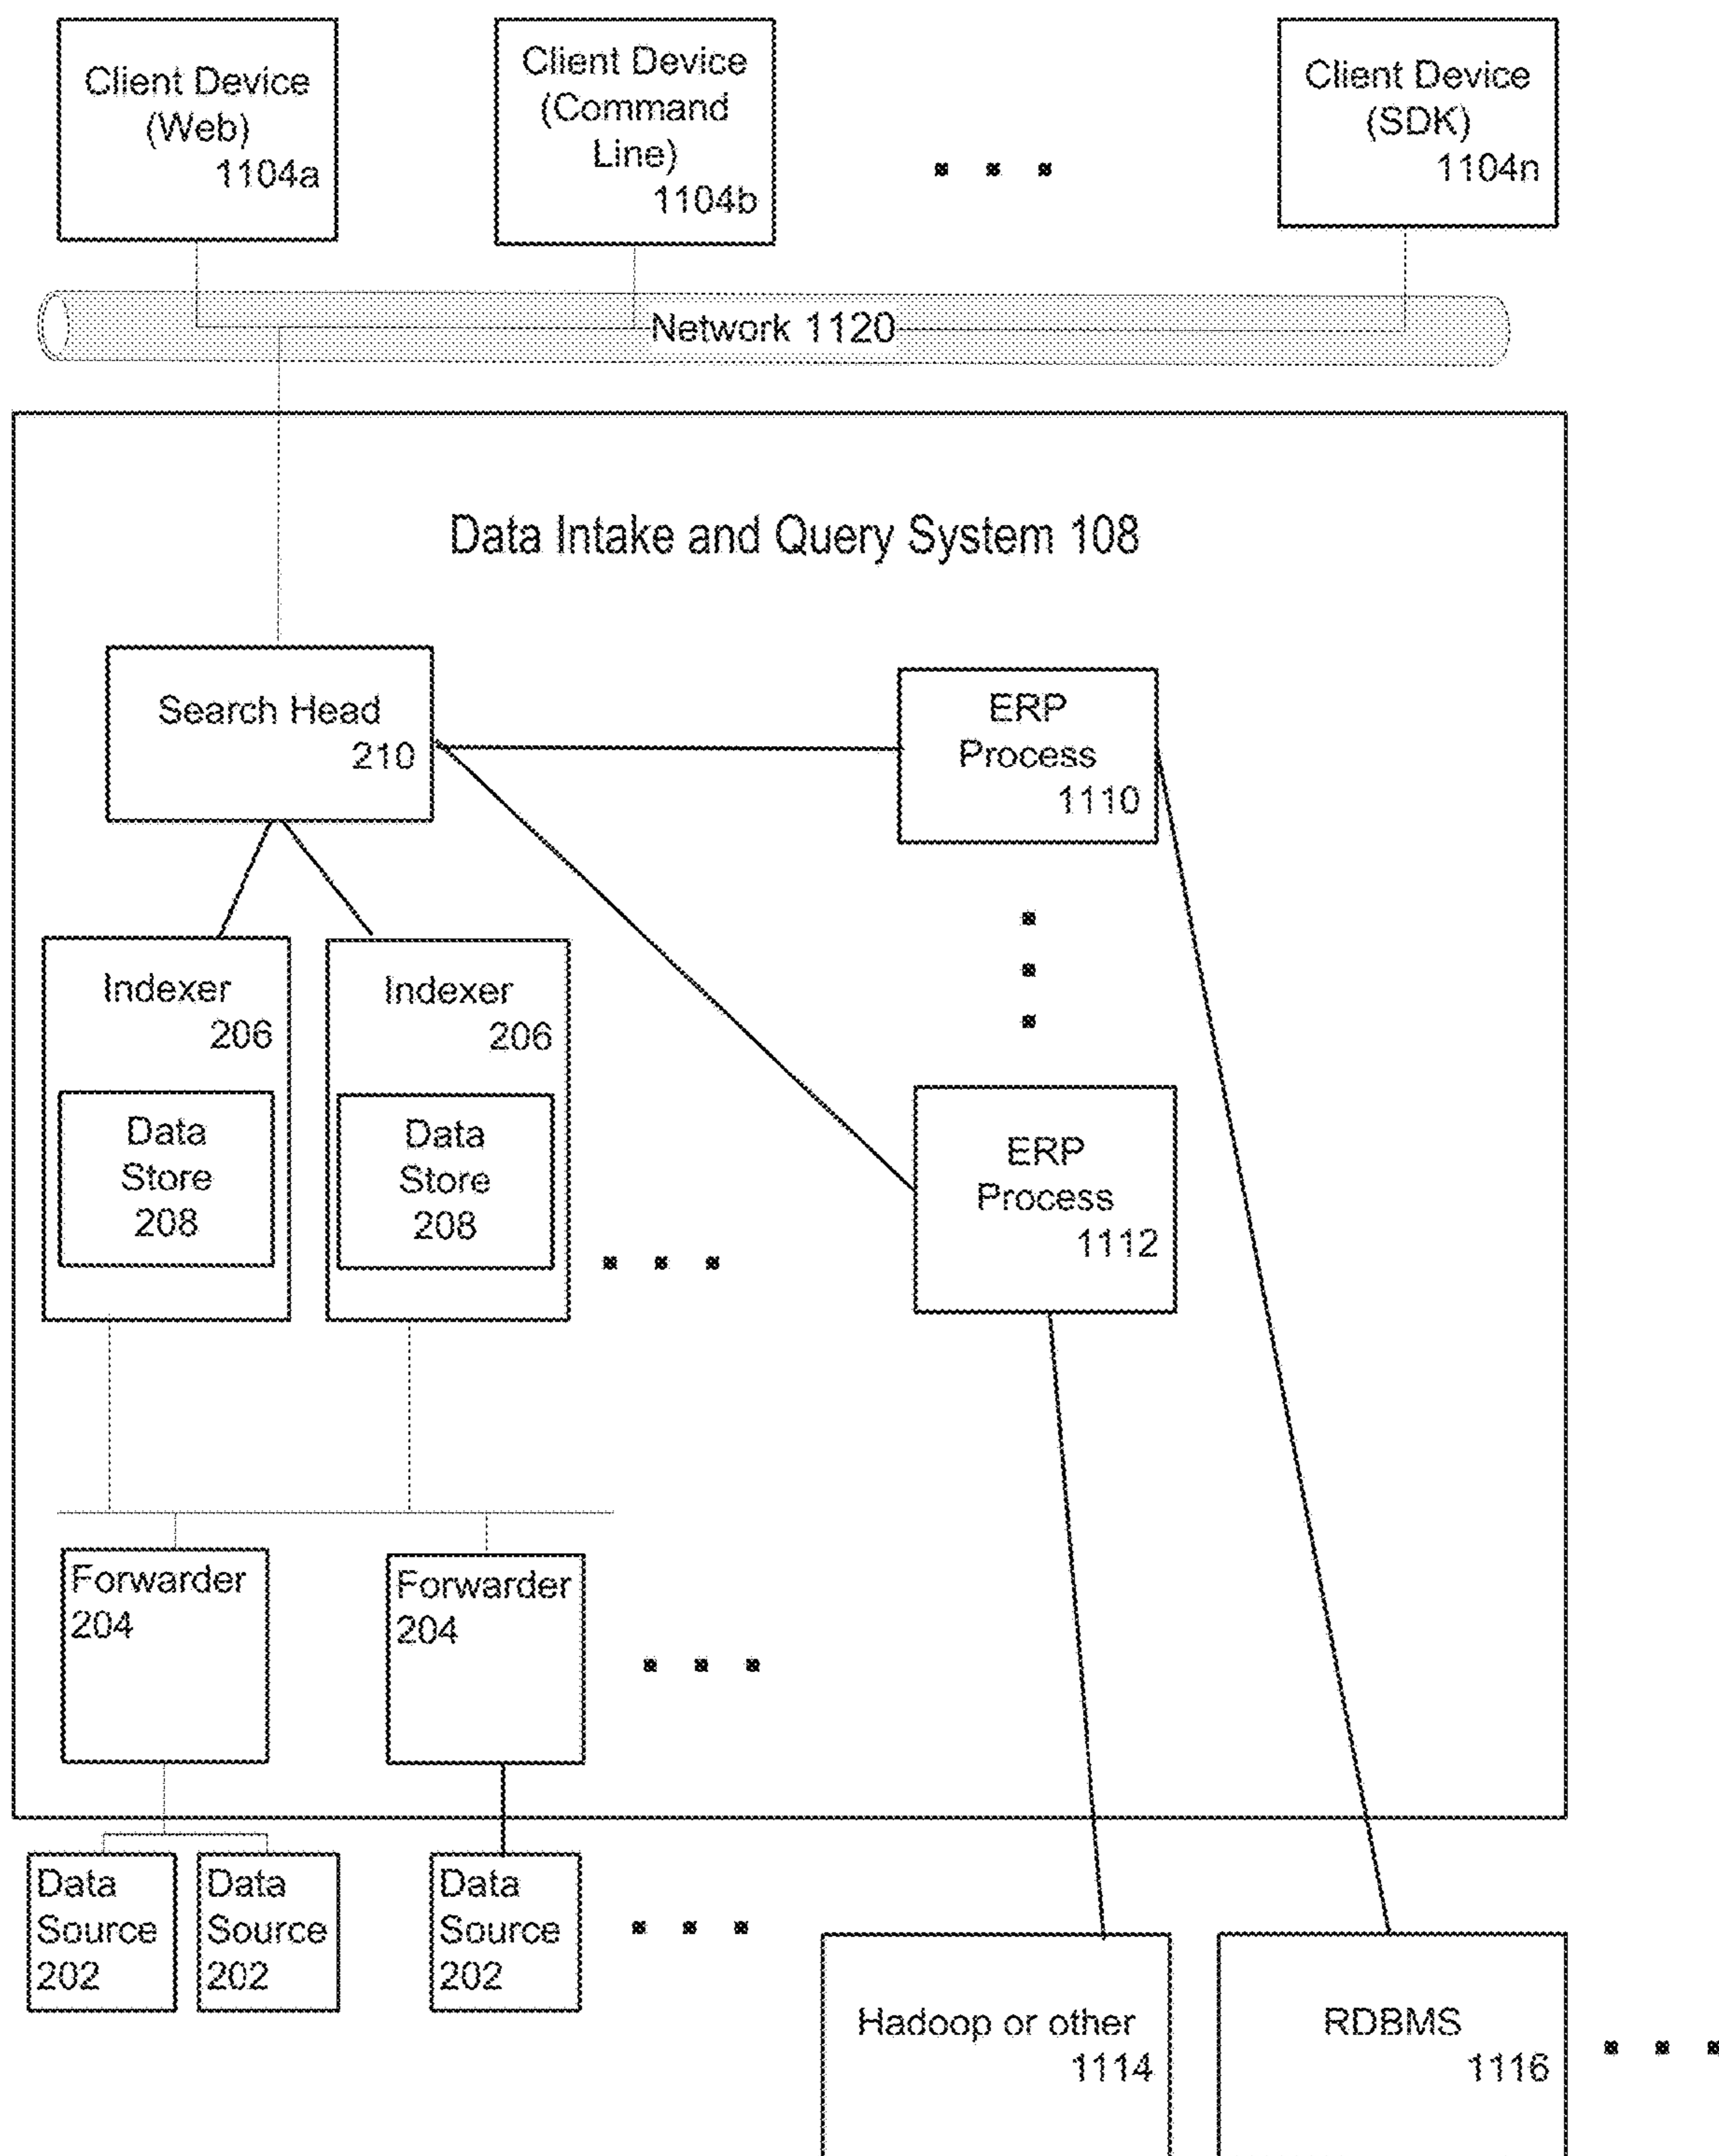 Client Device
(Web)
1104a
Client Device
(Command
Line)
1104b
Client Device
(SDK)
1104n
Network 1120
Data Intake and Query System 108
Search Head
210
ERP
Process
1110
Indexer
206
Data
Store
208
Indexer
206
Data
Store
208
ERP
Process
1112
Forwarder
204
Forwarder
204
Data
Source
202
Data
Source
202
Data
Source
202
Hadoop or other
1114
RDBMS
1116